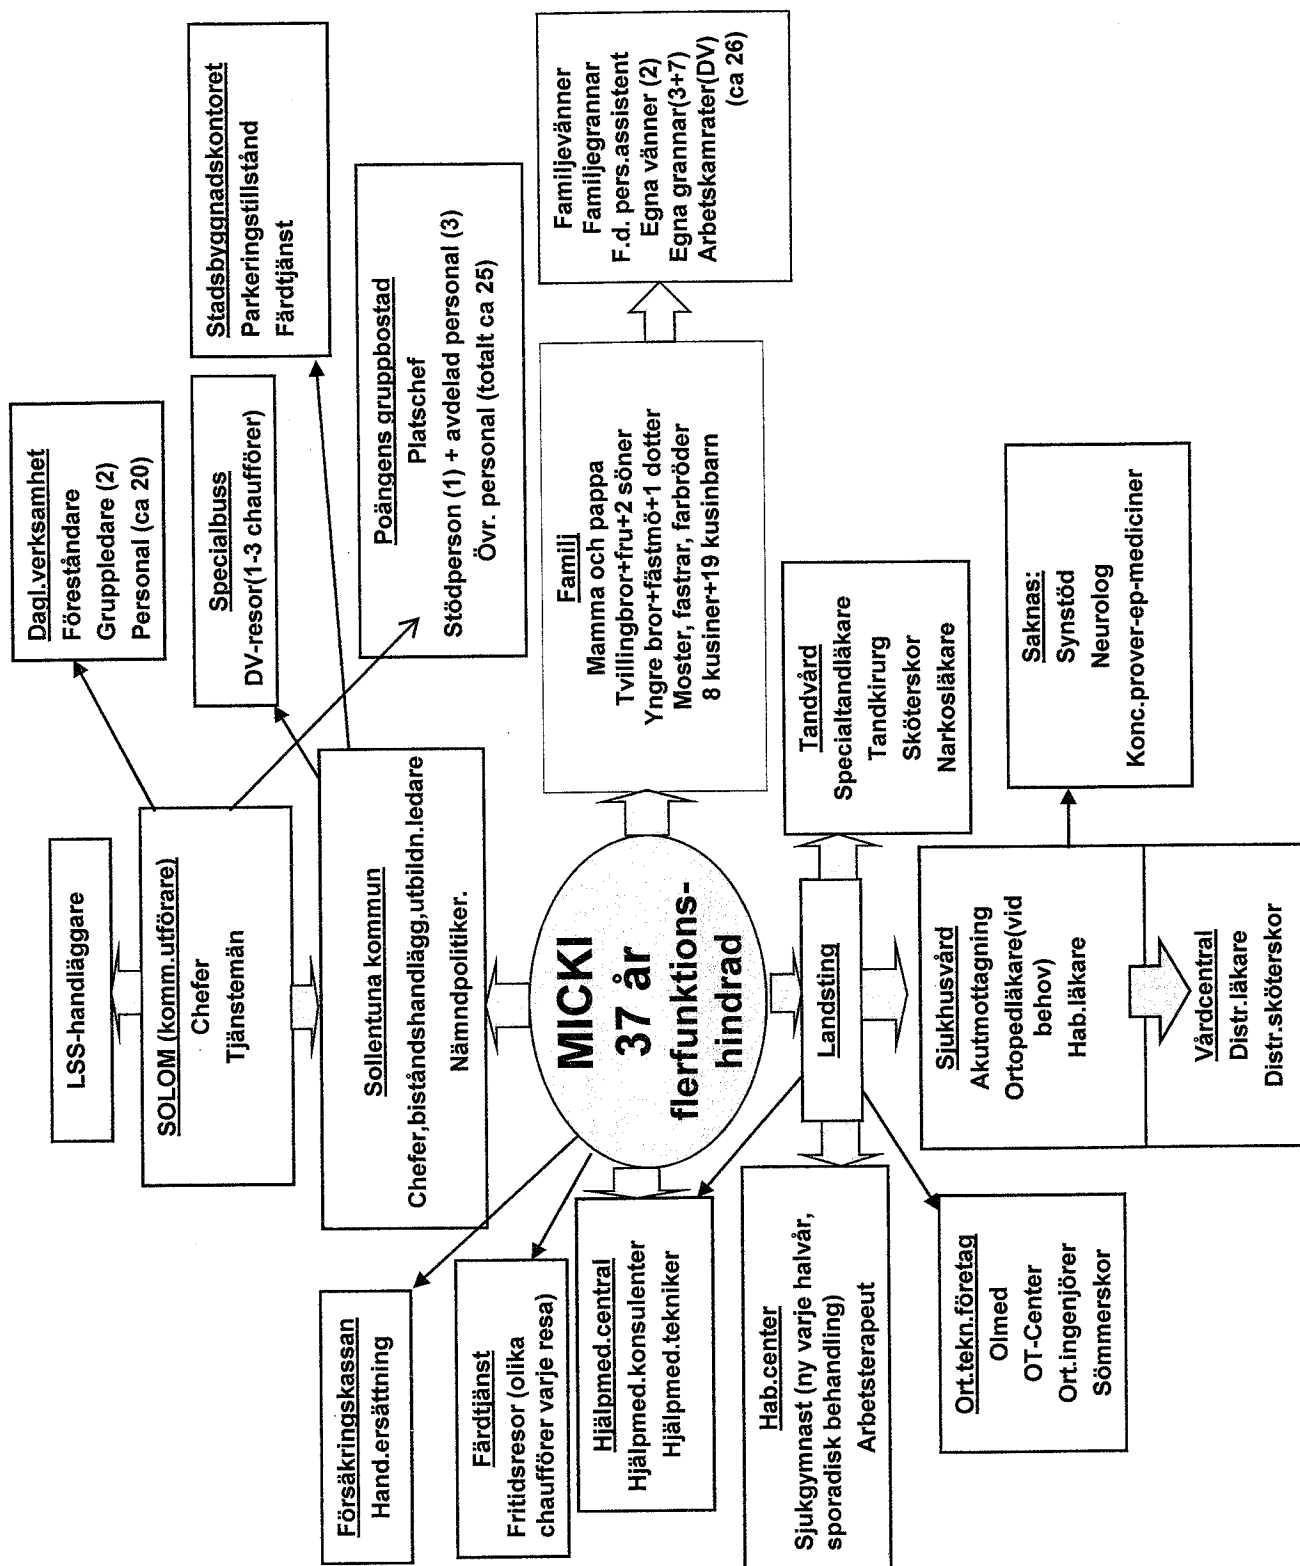 LSS-handläggare
SOLOM (komm.utförare)
Chefer
Tjänstemän
Dagl.verksamhet
Föreståndare
Gruppledare (2)
Personal (ca 20)
Specialbuss
DV-resor(1-3 chaufförer)
Stadsbyggnadskontoret
Parkeringstillstånd
Färdtjänst
Försäkringskassan
Hand.ersättning
Sollentuna kommun
Chefer,biståndshandlägg,utbildn.ledare
Nämndpolitiker.
Poängens gruppbostad
Platschef
Stödperson (1) + avdelad personal (3)
Övr. personal (totalt ca 25)
Färdtjänst
Fritidsresor (olika
chaufförer varje resa)
Hjälpmed.central
Hjälpmed.konsulenter
Hjälpmed.tekniker
MICKI
37 år
flerfunktions-
hindrad
Familj
Mamma och pappa
Tvillingbror+fru+2 söner
Yngre bror+fästmö+1 dotter
Moster, fastrar, farbröder
8 kusiner+19 kusinbarn
Familjevänner
Familjegrannar
F.d. pers.assistent
Egna vänner (2)
Egna grannar(3+7)
Arbetskamrater(DV)
(ca 26)
Hab.center
Sjukgymnast (ny varje halvår,
sporadisk behandling)
Arbetsterapeut
Landsting
Tandvård
Specialtandläkare
Tandkirurg
Sköterskor
Narkosläkare
Ort.tekn.företag
Olmed
OT-Center
Ort.ingenjörer
Sömmerskor
Sjukhusvård
Akutmottagning
Ortopedläkare(vid
behov)
Hab.läkare
Saknas:
Synstöd
Neurolog
Konc.prover-ep-mediciner
Vårdcentral
Distr.läkare
Distr.sköterskor